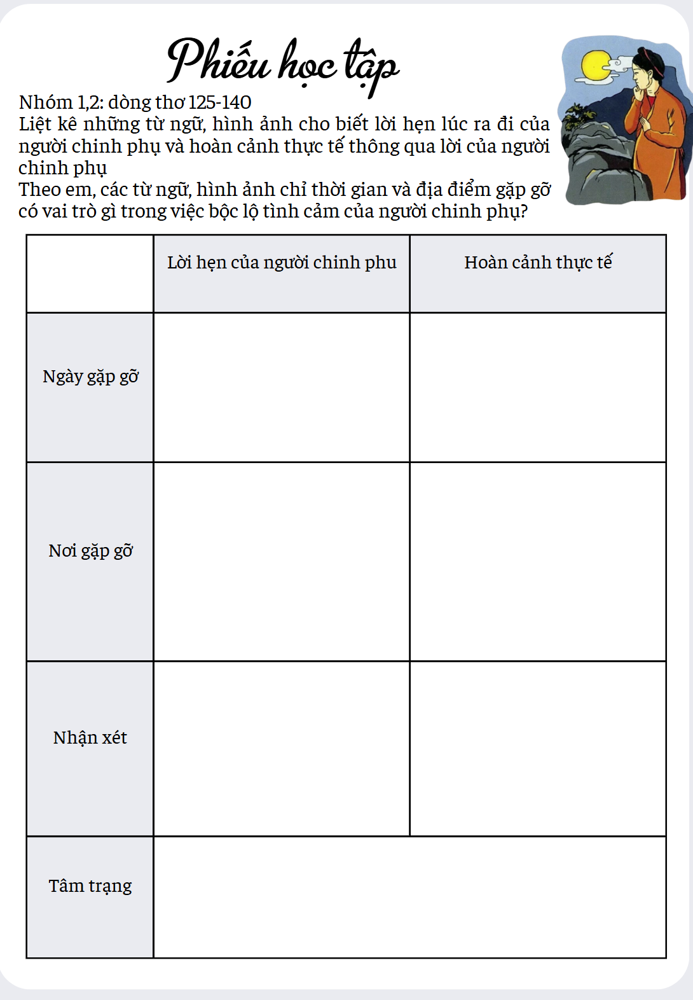 Phiếu học tập
Nhóm 1,2: dòng thơ 125-140
Liệt kê những từ ngữ, hình ảnh cho biết lời hẹn lúc ra đi của
người chinh phụ và hoàn cảnh thực tế thông qua lời của người
chinh phụ
Theo em, các từ ngữ, hình ảnh chỉ thời gian và địa điểm gặp gỡ
có vai trò gì trong việc bộc lộ tình cảm của người chinh phụ?
Lời hẹn của người chinh phu
Hoàn cảnh thực tế
Ngày gặp gỡ
Nơi gặp gỡ
Nhận xét
Tâm trạng